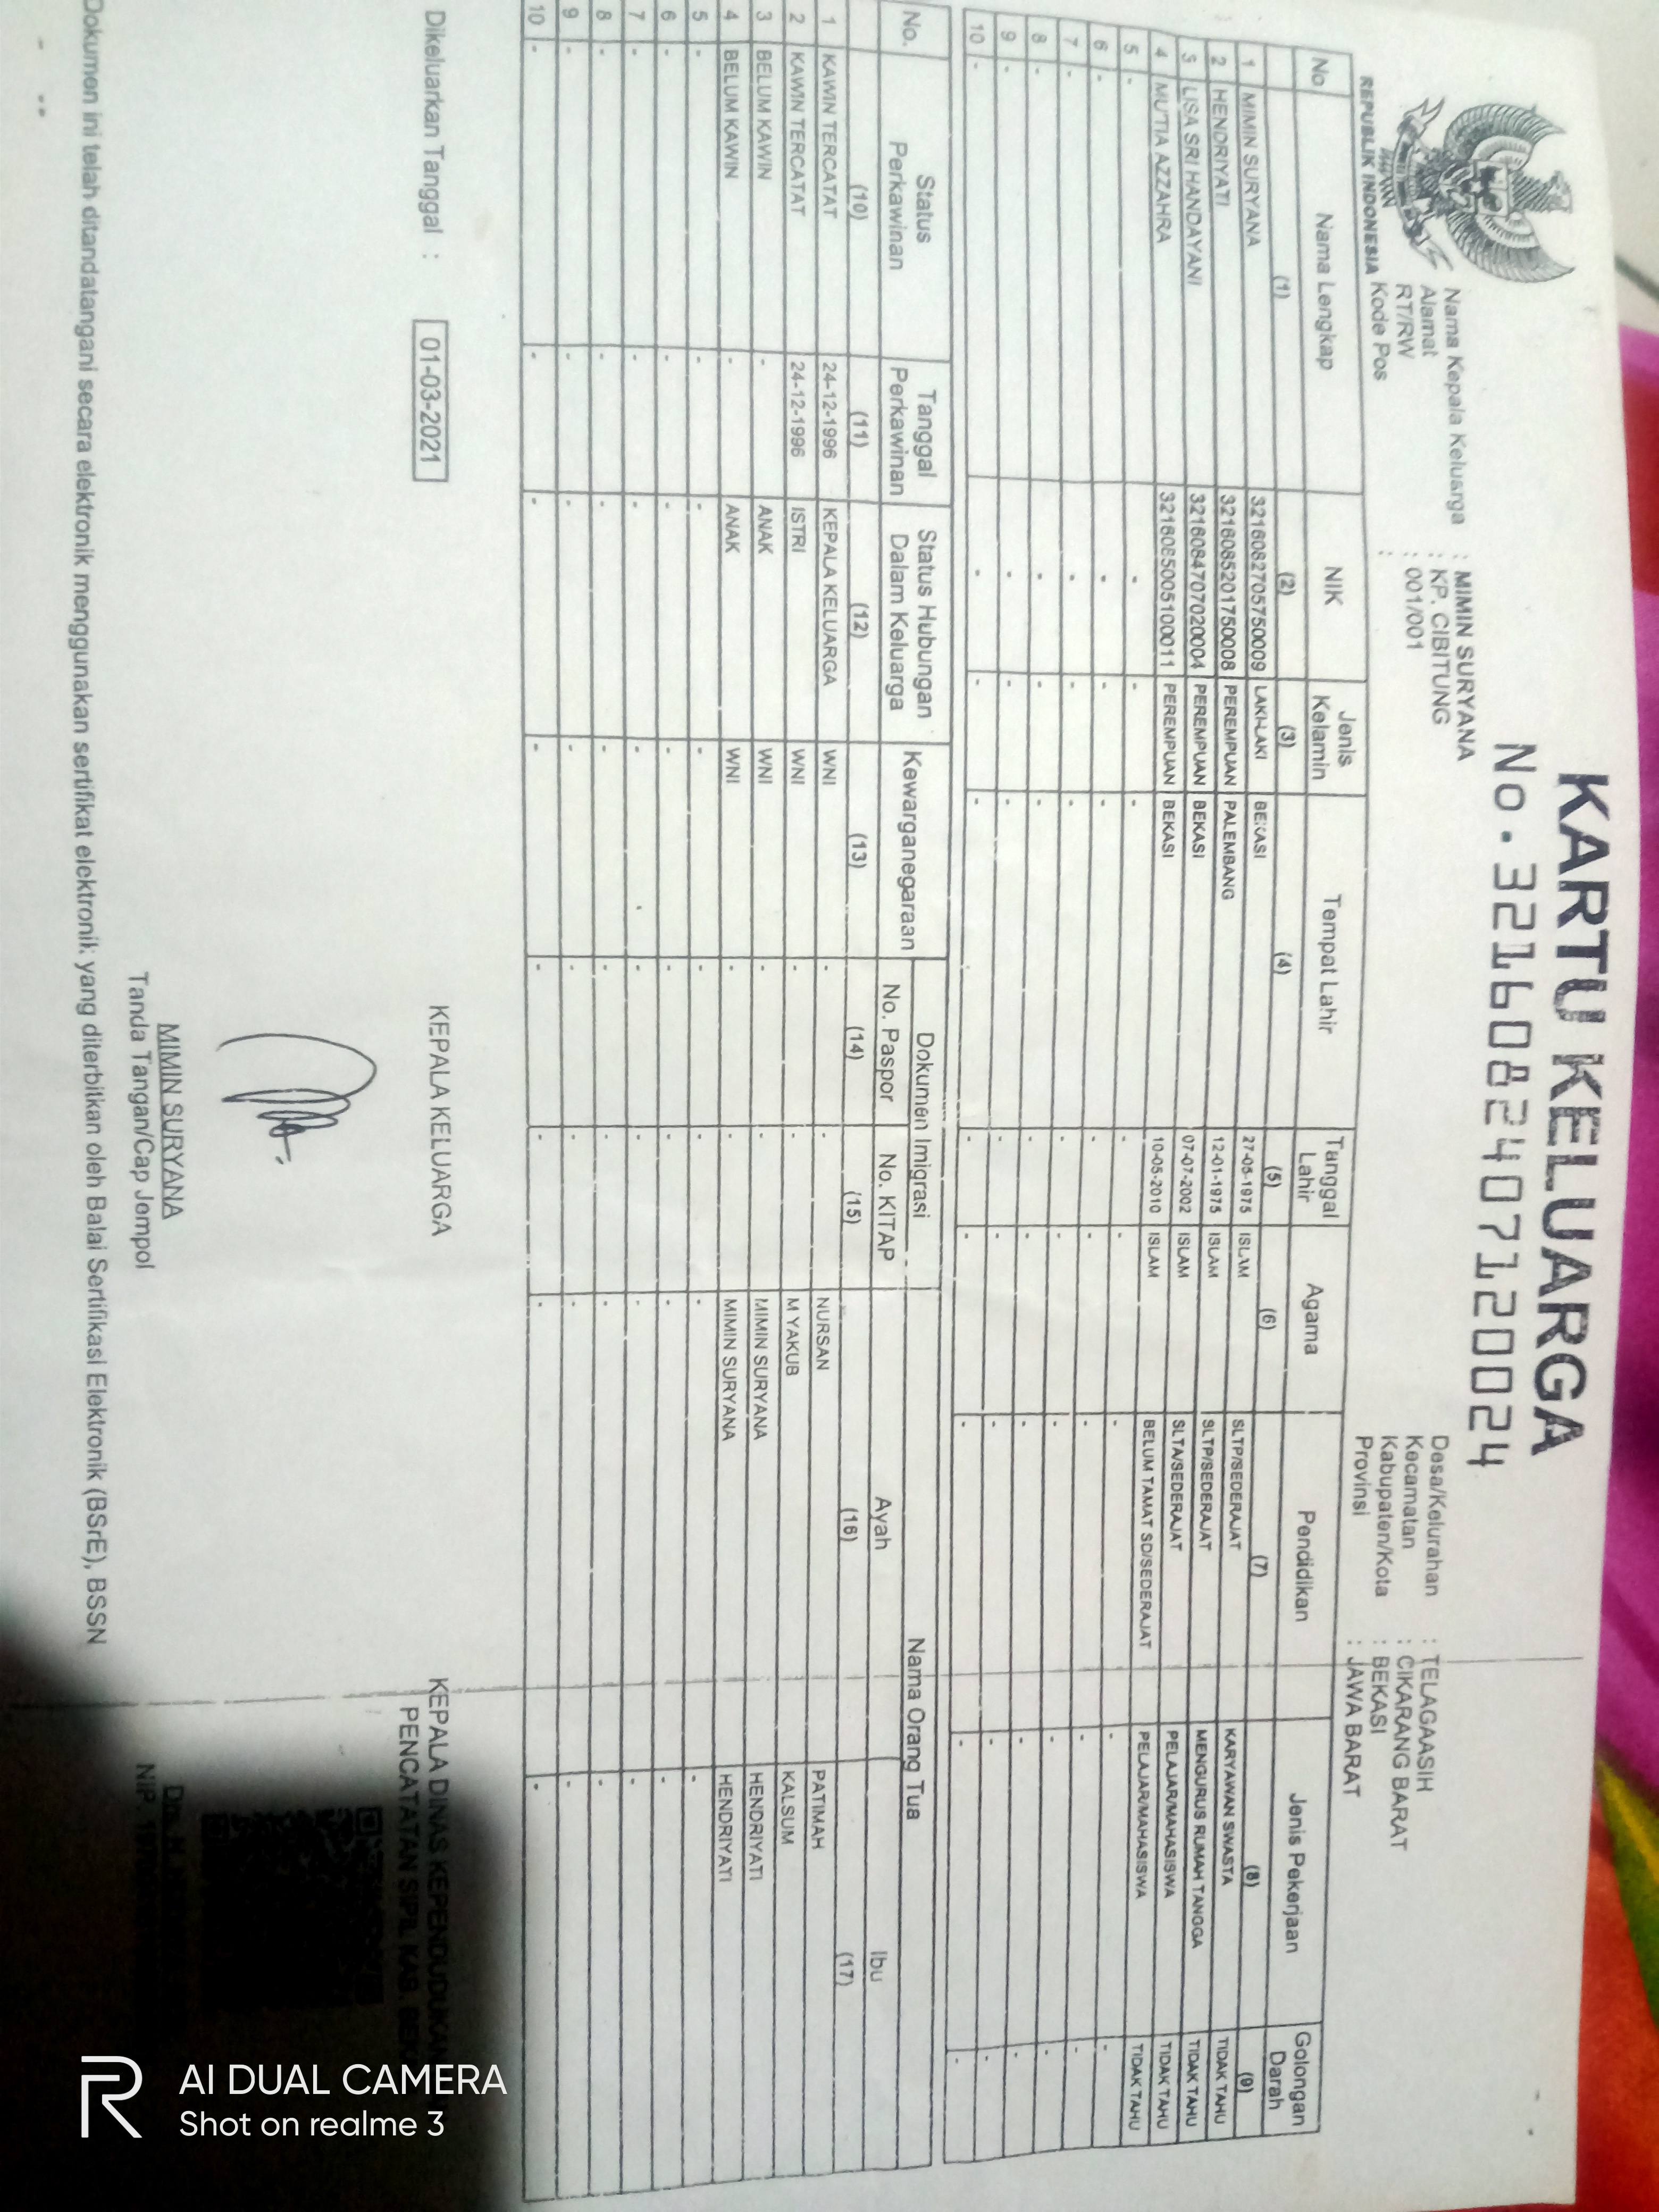 KARTU KELUARGA
No. 3216082407120024
REPUBLIK INDONESIA
Nama Kepala Keluarga : MIMIN SURYANA
Alamat : KP. CIBITUNG
RT/RW : 001/001
Kode Pos :
Desa/Kelurahan : TELAGAASIH
Kecamatan : CIKARANG BARAT
Kabupaten/Kota : BEKASI
Provinsi : JAWA BARAT
No Nama Lengkap NIK Jenis Kelamin Tempat Lahir Tanggal Lahir Agama Pendidikan Jenis Pekerjaan Golongan Darah
(1) (2) (3) (4) (5) (6) (7) (8) (9)
1 MIMIN SURYANA 3216082705750009 LAKI-LAKI BEKASI 27-05-1975 ISLAM SLTP/SEDERAJAT KARYAWAN SWASTA TIDAK TAHU
2 HENDRIYATI 3216085201750008 PEREMPUAN PALEMBANG 12-01-1975 ISLAM SLTP/SEDERAJAT MENGURUS RUMAH TANGGA TIDAK TAHU
3 LISA SRI HANDAYANI 3216084707020004 PEREMPUAN BEKASI 07-07-2002 ISLAM SLTA/SEDERAJAT PELAJAR/MAHASISWA TIDAK TAHU
4 MUTIA AZZAHRA 3216085005100011 PEREMPUAN BEKASI 10-05-2010 ISLAM BELUM TAMAT SD/SEDERAJAT PELAJAR/MAHASISWA TIDAK TAHU
5 - - - - - - - - -
6 - - - - - - - - -
7 - - - - - - - - -
8 - - - - - - - - -
9 - - - - - - - - -
10 - - - - - - - - -
No. Status Perkawinan Tanggal Perkawinan Status Hubungan Dalam Keluarga Kewarganegaraan Dokumen Imigrasi Nama Orang Tua
No. Paspor No. KITAP Ayah Ibu
(10) (11) (12) (13) (14) (15) (16) (17)
1 KAWIN TERCATAT 24-12-1996 KEPALA KELUARGA WNI - - NURSAN PATIMAH
2 KAWIN TERCATAT 24-12-1996 ISTRI WNI - - M YAKUB KALSUM
3 BELUM KAWIN - ANAK WNI - - MIMIN SURYANA HENDRIYATI
4 BELUM KAWIN - ANAK WNI - - MIMIN SURYANA HENDRIYATI
5 - - - - - - - -
6 - - - - - - - -
7 - - - - - - - -
8 - - - - - - - -
9 - - - - - - - -
10 - - - - - - - -
Dikeluarkan Tanggal : 01-03-2021
KEPALA KELUARGA
MIMIN SURYANA
Tanda Tangan/Cap Jempol
KEPALA DINAS KEPENDUDUKAN
PENCATATAN SIPIL KAB.
NIP.
Dokumen ini telah ditandatangani secara elektronik menggunakan sertifikat elektronik yang diterbitkan oleh Balai Sertifikasi Elektronik (BSrE), BSSN
R AI DUAL CAMERA
Shot on realme 3